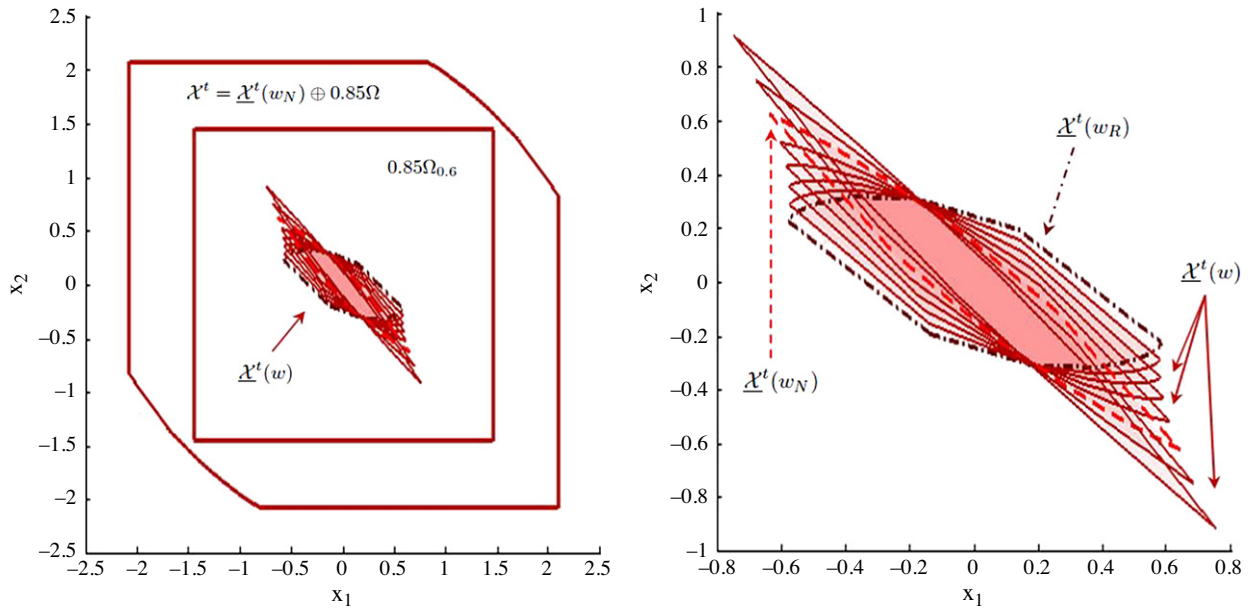 2.5
2
1.5
1
0.5
0
−0.5
−1
−1.5
−2
−2.5
x₂
𝒳ᵗ = <u>𝒳</u>ᵗ(w_N) ⊕ 0.85Ω
0.85Ω₀.₆
<u>𝒳</u>ᵗ(w)
−2.5 −2 −1.5 −1 −0.5 0 0.5 1 1.5 2 2.5
x₁
1
0.8
0.6
0.4
0.2
0
−0.2
−0.4
−0.6
−0.8
−1
x₂
<u>𝒳</u>ᵗ(w_R)
<u>𝒳</u>ᵗ(w)
<u>𝒳</u>ᵗ(w_N)
−0.8 −0.6 −0.4 −0.2 0 0.2 0.4 0.6 0.8
x₁